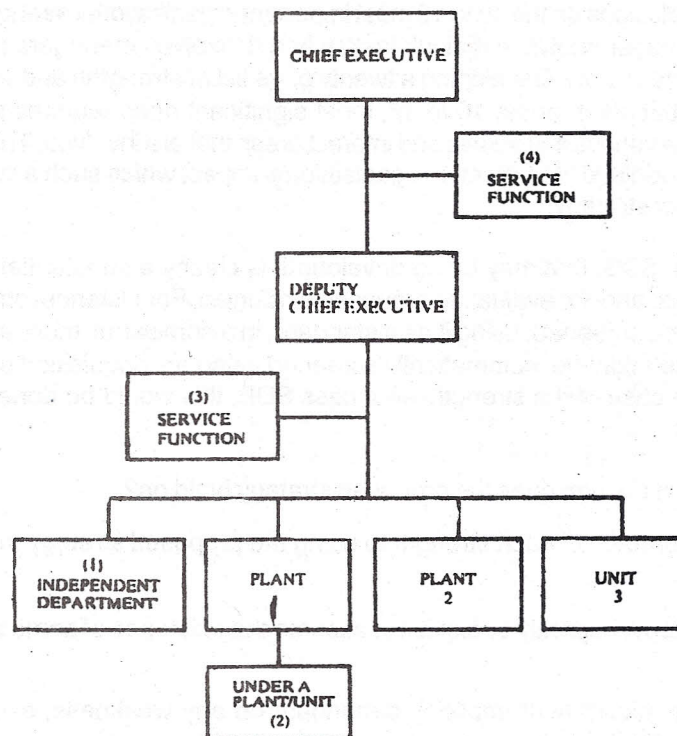 CHIEF EXECUTIVE
(4)
SERVICE
FUNCTION
DEPUTY
CHIEF EXECUTIVE
(3)
SERVICE
FUNCTION
(1)
INDEPENDENT
DEPARTMENT
PLANT
1
PLANT
2
UNIT
3
UNDER A
PLANT/UNIT
(2)